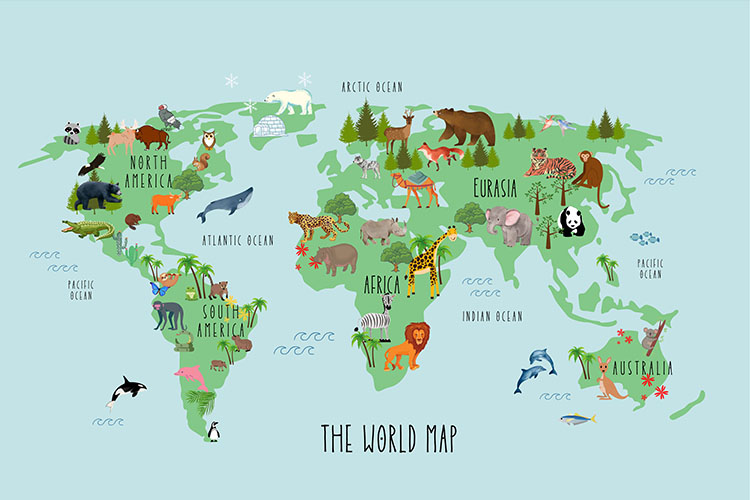 ARCTIC OCEAN
NORTH
AMERICA
EURASIA
ATLANTIC OCEAN
PACIFIC
OCEAN
PACIFIC
OCEAN
AFRICA
SOUTH
AMERICA
INDIAN OCEAN
AUSTRALIA
THE WORLD MAP